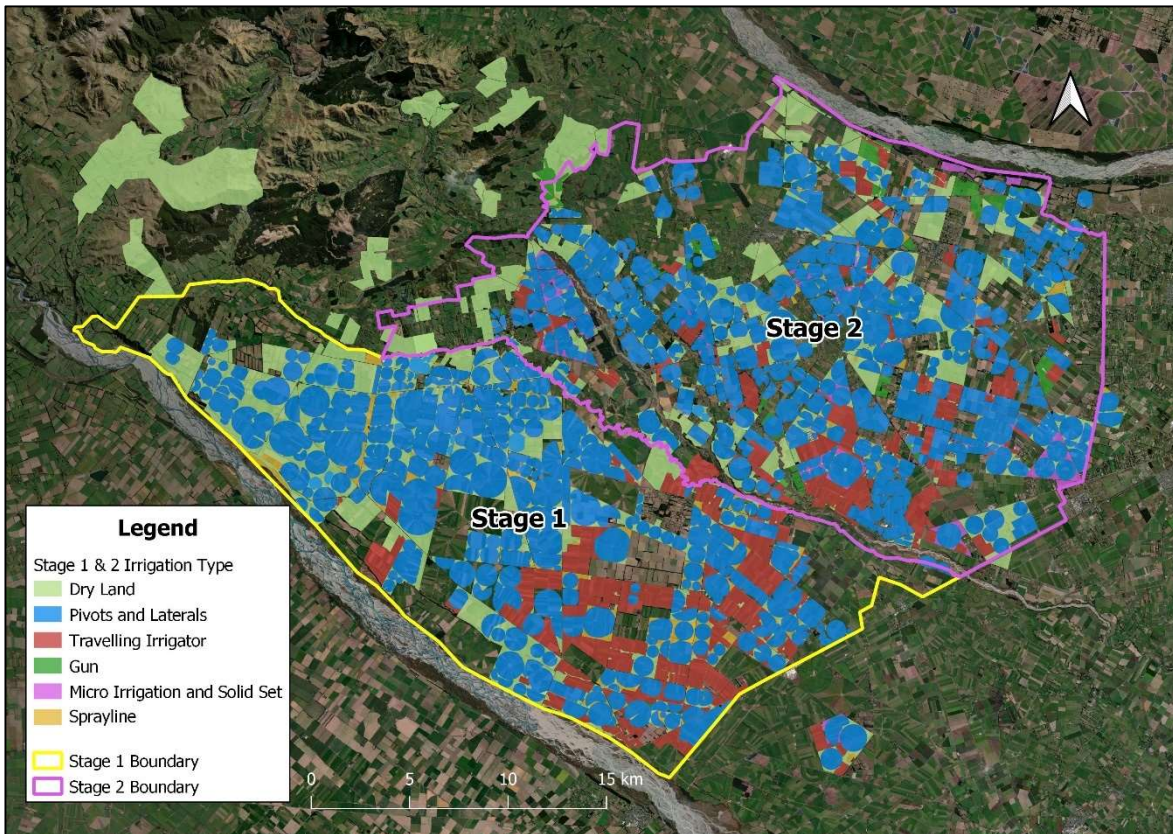 Stage 2
Stage 1
Legend
Stage 1 & 2 Irrigation Type
Dry Land
Pivots and Laterals
Travelling Irrigator
Gun
Micro Irrigation and Solid Set
Sprayline
Stage 1 Boundary
Stage 2 Boundary
0 5 10 15 km